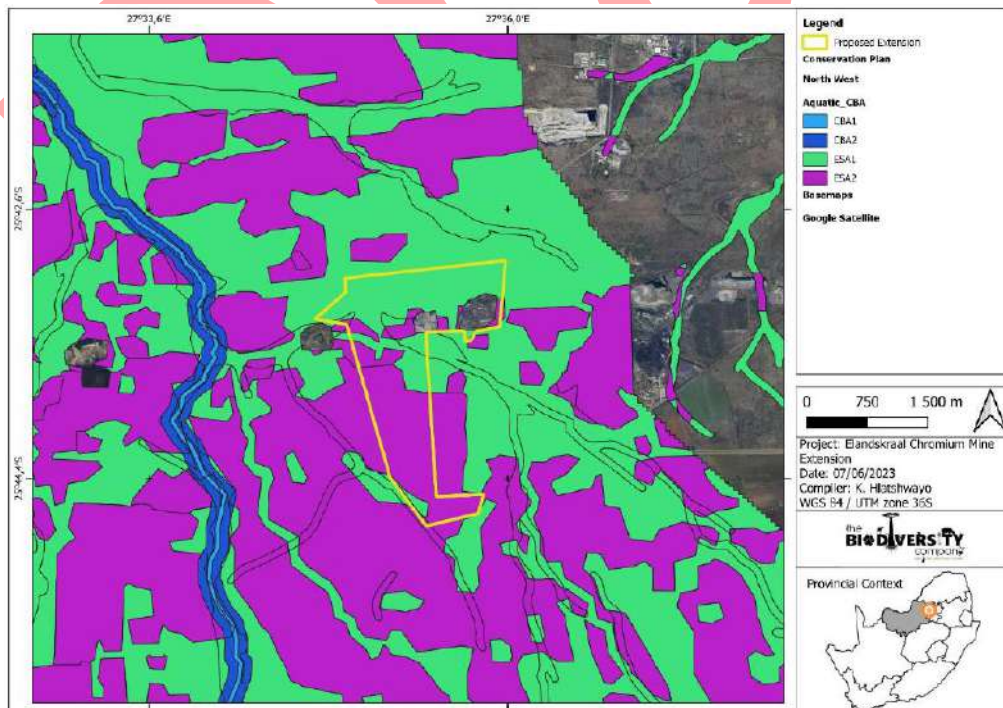 27°33,6'E
27°36,0'E
25°42,6'S
25°44,4'S
Legend
Proposed Extension
Conservation Plan
North West
Aquatic_CBA
CBA1
CBA2
ESA1
ESA2
Basemaps
Google Satellite
0 750 1 500 m
Project: Elandskraal Chromium Mine
Extension
Date: 07/06/2023
Compiler: K. Hlatshwayo
WGS 84 / UTM zone 36S
the
BIODIVERSITY
company
Provincial Context